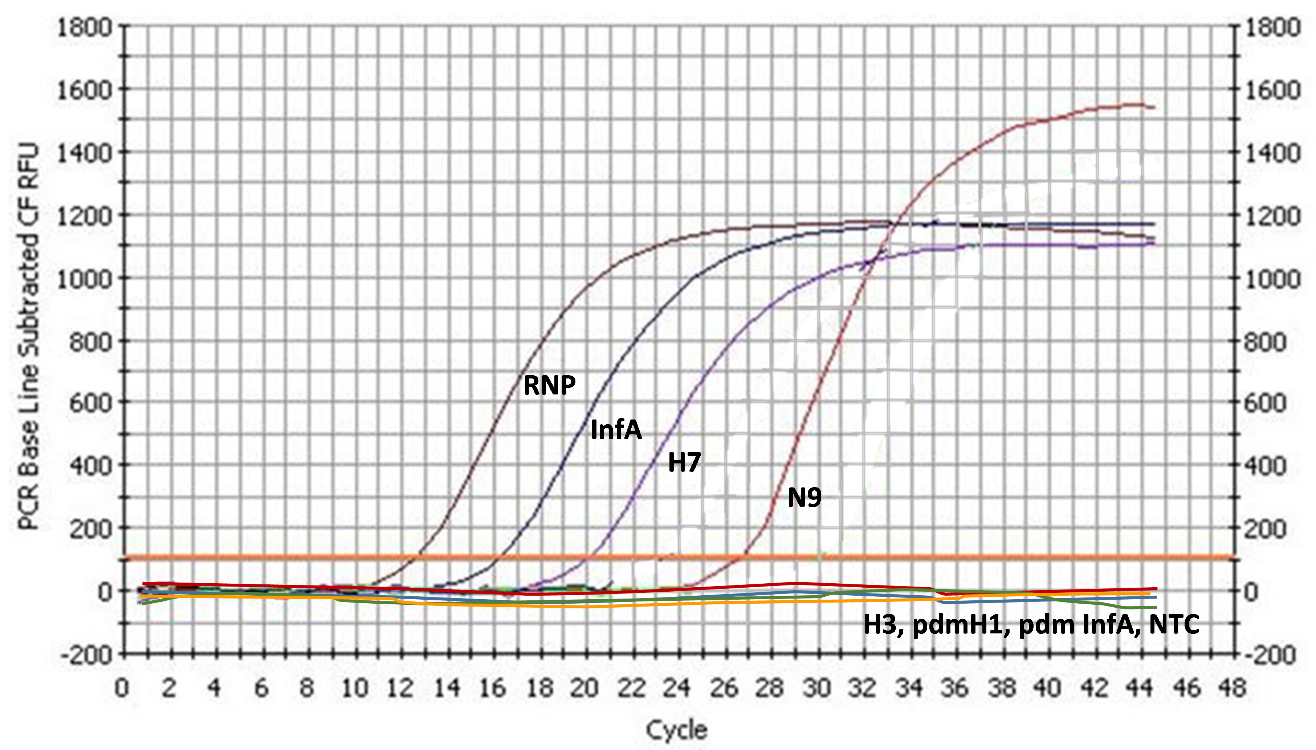 1800
1600
1400
1200
1000
800
600
400
200
0
-200
PCR Base Line Subtracted CF RFU
1800
1600
1400
1200
1000
800
600
400
200
0
-200
RNP
InfA
H7
N9
H3, pdmH1, pdm InfA, NTC
0 2 4 6 8 10 12 14 16 18 20 22 24 26 28 30 32 34 36 38 40 42 44 46 48
Cycle